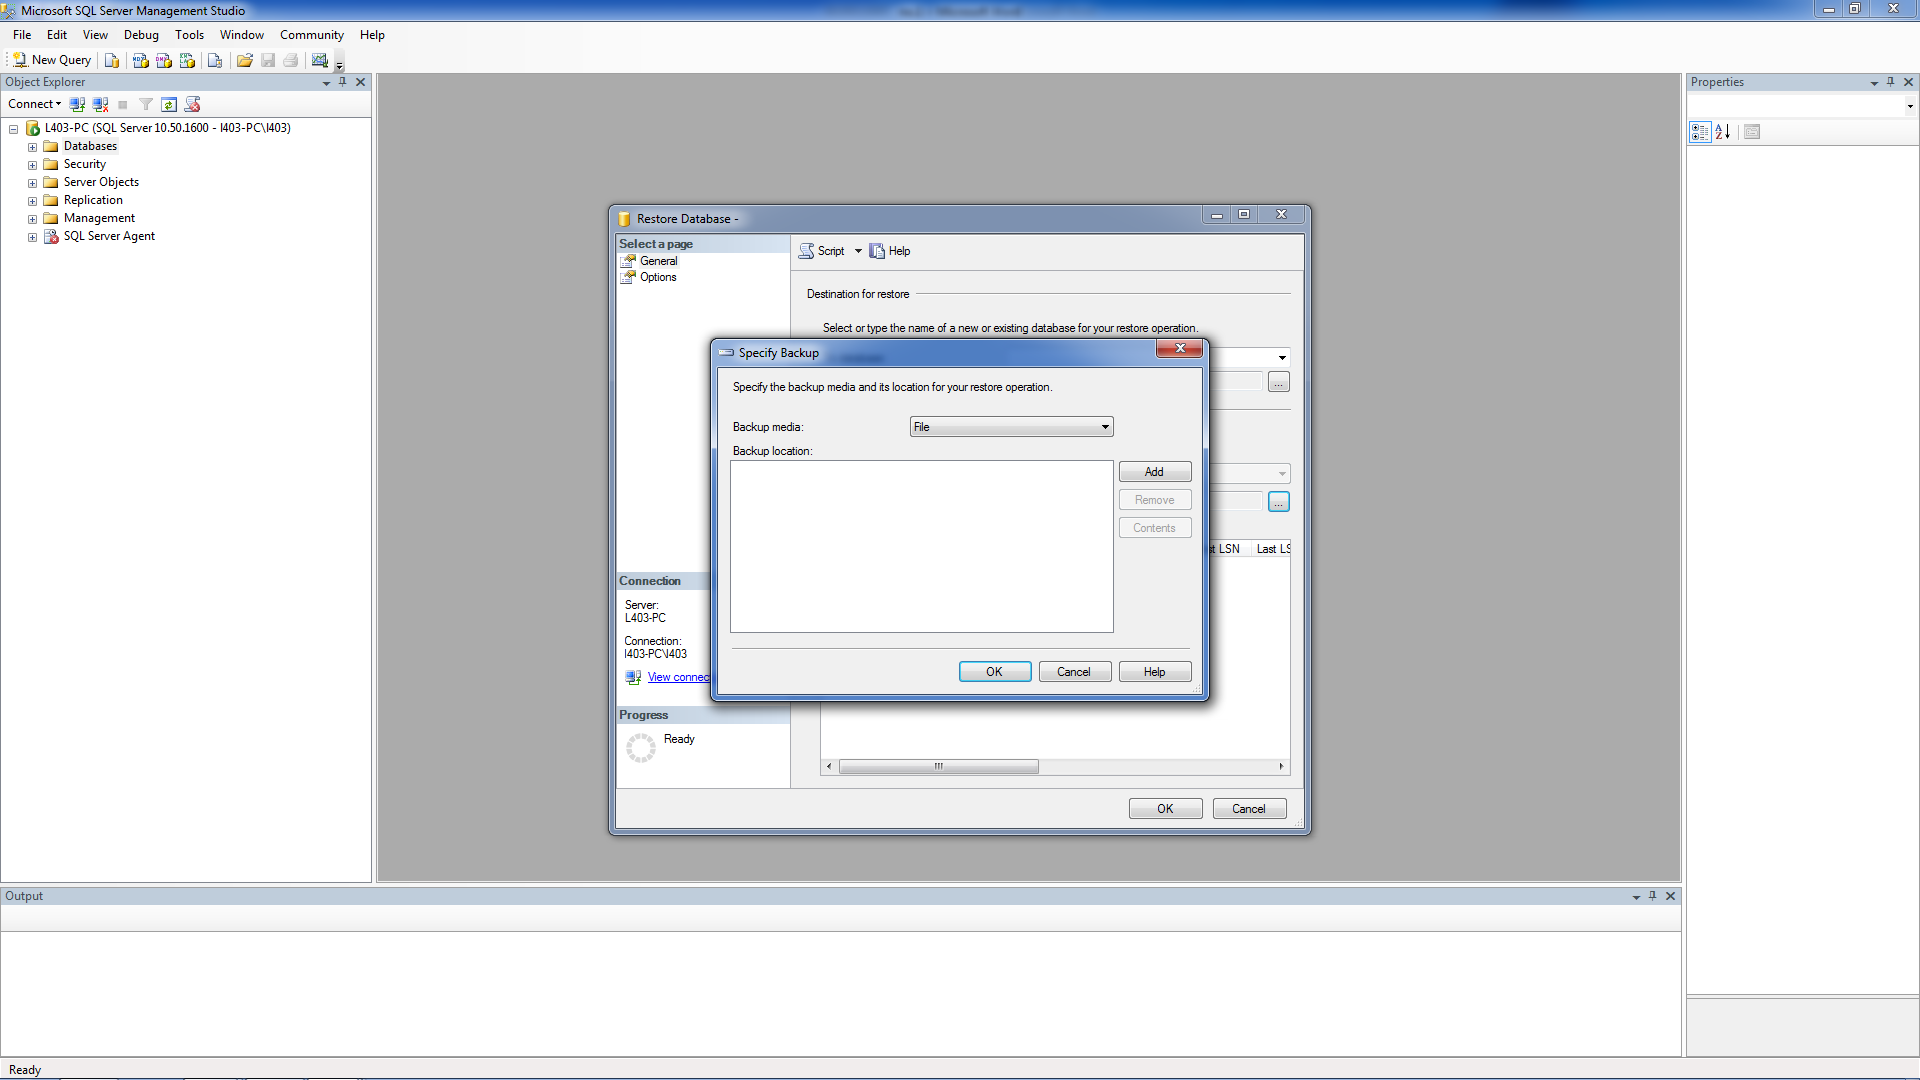 Microsoft SQL Server Management Studio
File Edit View Debug Tools Window Community Help
New Query
Object Explorer
Connect
L403-PC (SQL Server 10.50.1600 - l403-PC\l403)
Databases
Security
Server Objects
Replication
Management
SQL Server Agent
Properties
Restore Database -
Select a page
General
Options
Script Help
Destination for restore
Select or type the name of a new or existing database for your restore operation.
...
...
LSN Last
Connection
Server:
L403-PC
Connection:
l403-PC\l403
View
Progress
Ready
OK Cancel
Specify Backup
Specify the backup media and its location for your restore operation.
Backup media: File
Backup location:
Add
Remove
Contents
OK Cancel Help
Output
Ready